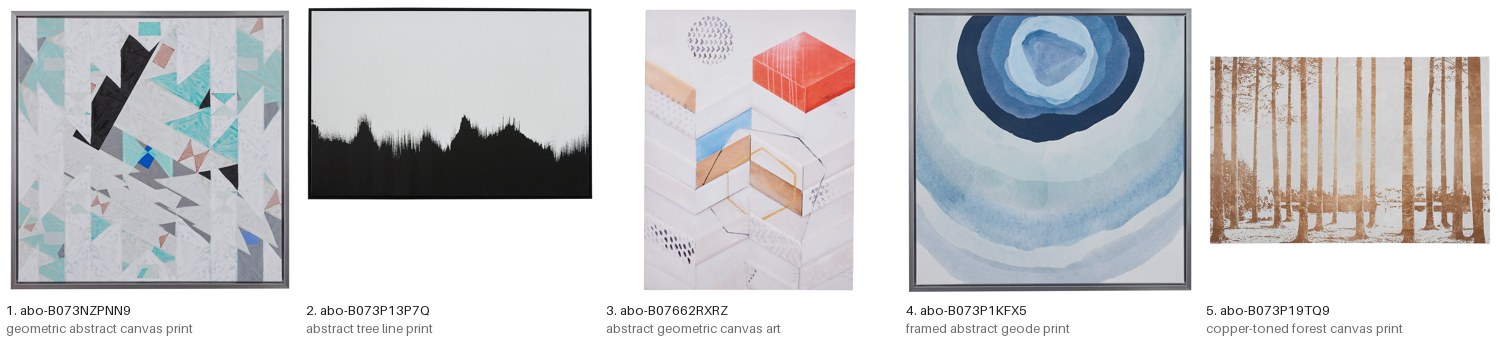 1. abo-B073NZPNN9
geometric abstract canvas print
2. abo-B073P13P7Q
abstract tree line print
3. abo-B07662RXRZ
abstract geometric canvas art
4. abo-B073P1KFX5
framed abstract geode print
5. abo-B073P19TQ9
copper-toned forest canvas print